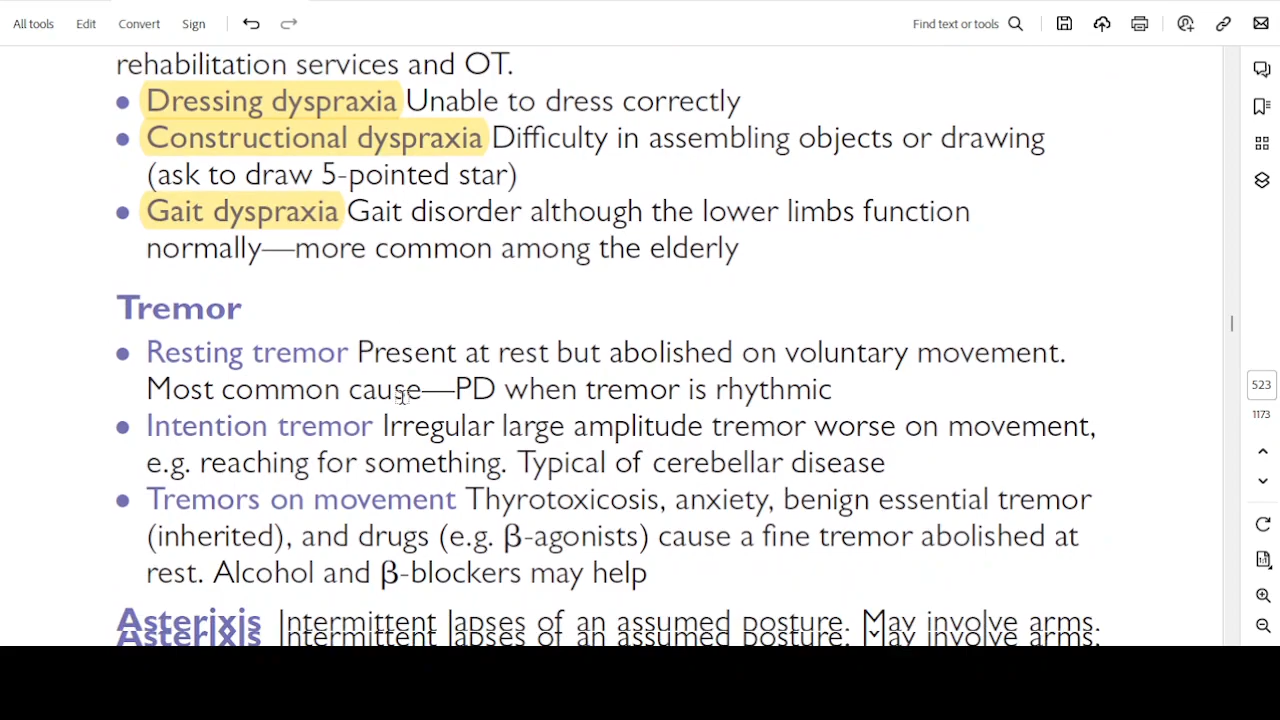 All tools Edit Convert Sign Find text or tools
rehabilitation services and OT.
• Dressing dyspraxia Unable to dress correctly
• Constructional dyspraxia Difficulty in assembling objects or drawing
(ask to draw 5-pointed star)
• Gait dyspraxia Gait disorder although the lower limbs function
normally—more common among the elderly
Tremor
• Resting tremor Present at rest but abolished on voluntary movement.
Most common cause—PD when tremor is rhythmic
• Intention tremor Irregular large amplitude tremor worse on movement,
e.g. reaching for something. Typical of cerebellar disease
• Tremors on movement Thyrotoxicosis, anxiety, benign essential tremor
(inherited), and drugs (e.g. β-agonists) cause a fine tremor abolished at
rest. Alcohol and β-blockers may help
Asterixis Intermittent lapses of an assumed posture. May involve arms,
523
1173